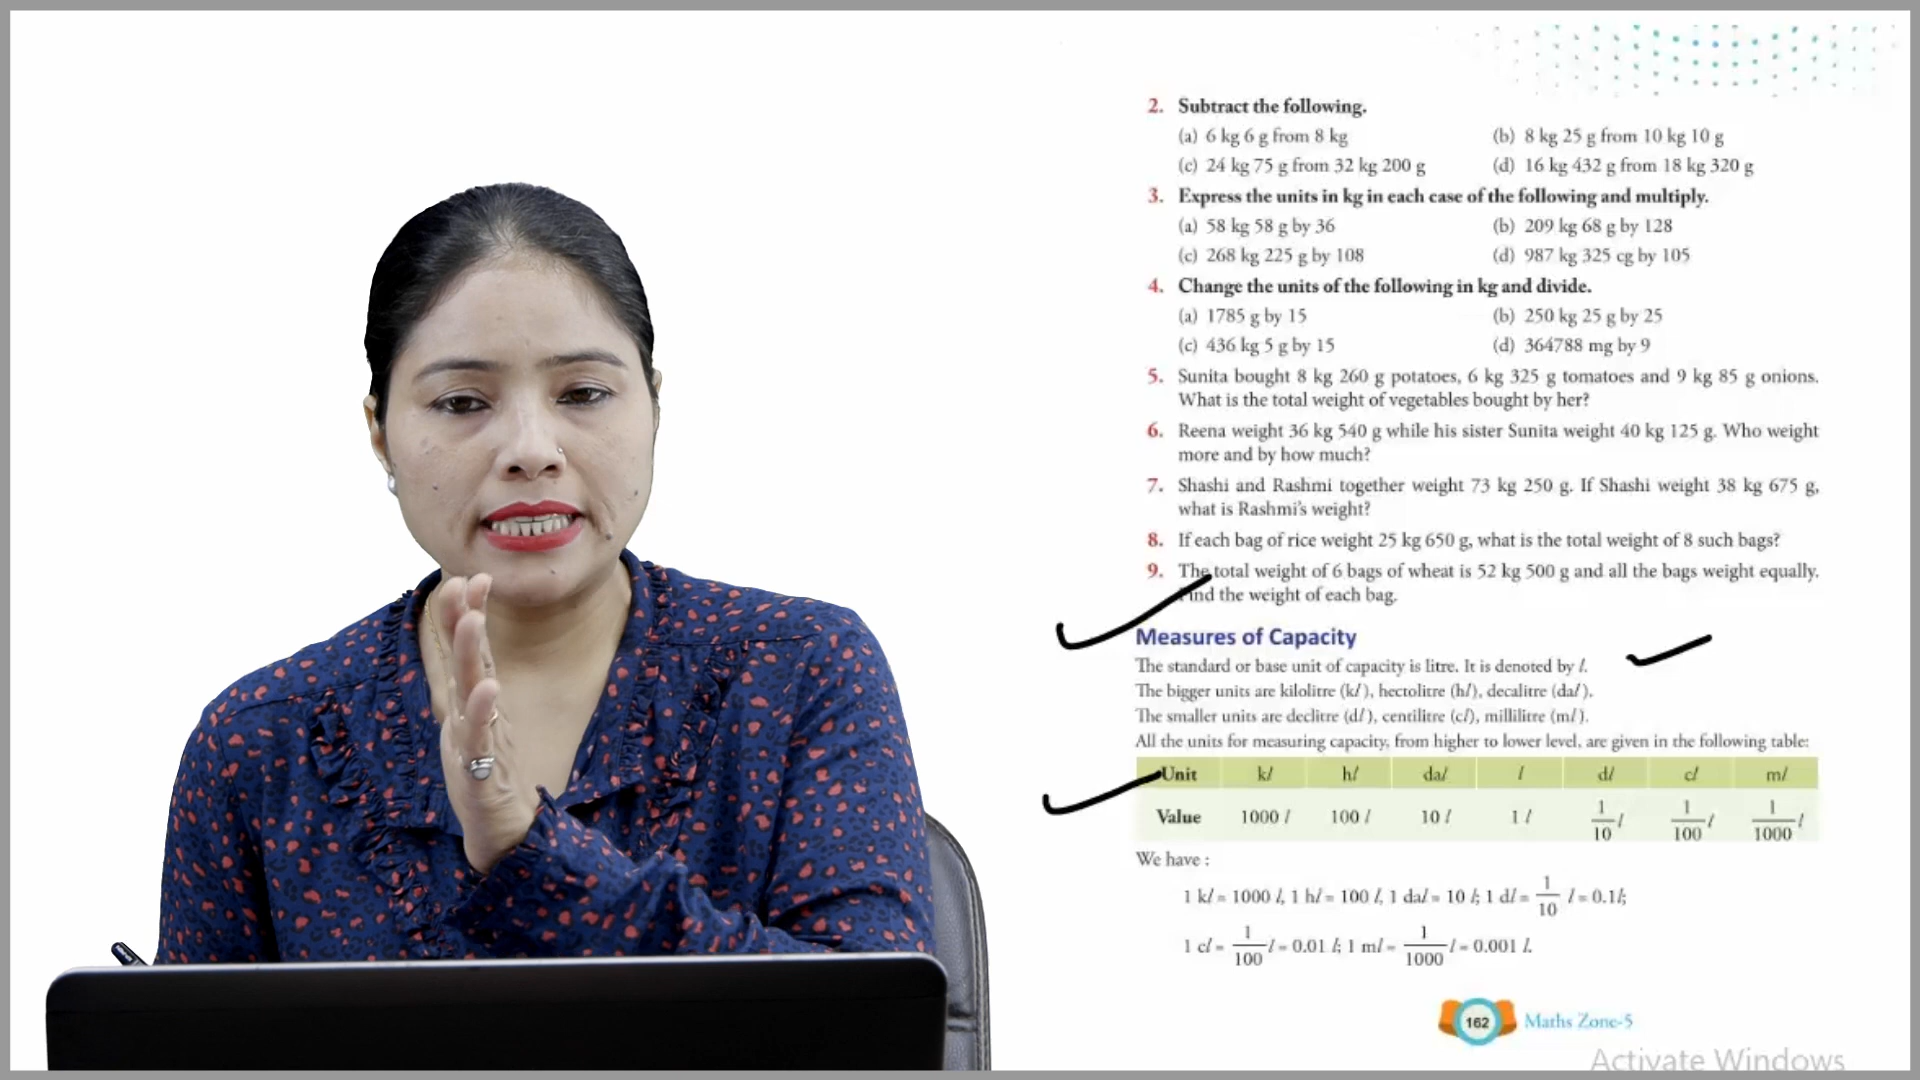 2. Subtract the following.
(a) 6 kg 6 g from 8 kg (b) 8 kg 25 g from 10 kg 10 g
(c) 24 kg 75 g from 32 kg 200 g (d) 16 kg 432 g from 18 kg 320 g
3. Express the units in kg in each case of the following and multiply.
(a) 58 kg 58 g by 36 (b) 209 kg 68 g by 128
(c) 268 kg 225 g by 108 (d) 987 kg 325 cg by 105
4. Change the units of the following in kg and divide.
(a) 1785 g by 15 (b) 250 kg 25 g by 25
(c) 436 kg 5 g by 15 (d) 364788 mg by 9
5. Sunita bought 8 kg 260 g potatoes, 6 kg 325 g tomatoes and 9 kg 85 g onions.
What is the total weight of vegetables bought by her?
6. Reena weight 36 kg 540 g while his sister Sunita weight 40 kg 125 g. Who weight
more and by how much?
7. Shashi and Rashmi together weight 73 kg 250 g. If Shashi weight 38 kg 675 g,
what is Rashmi's weight?
8. If each bag of rice weight 25 kg 650 g, what is the total weight of 8 such bags?
9. The total weight of 6 bags of wheat is 52 kg 500 g and all the bags weight equally.
Find the weight of each bag.
Measures of Capacity
The standard or base unit of capacity is litre. It is denoted by l.
The bigger units are kilolitre (kl), hectolitre (hl), decalitre (dal).
The smaller units are declitre (dl), centilitre (cl), millilitre (ml).
All the units for measuring capacity, from higher to lower level, are given in the following table:
Unit kl hl dal l dl cl ml
Value 1000 l 100 l 10 l 1 l 1/10 l 1/100 l 1/1000 l
We have :
1 kl = 1000 l, 1 hl = 100 l, 1 dal = 10 l; 1 dl = 1/10 l = 0.1l;
1 cl = 1/100 l = 0.01 l; 1 ml = 1/1000 l = 0.001 l.
162 Maths Zone-5
Activate Windows